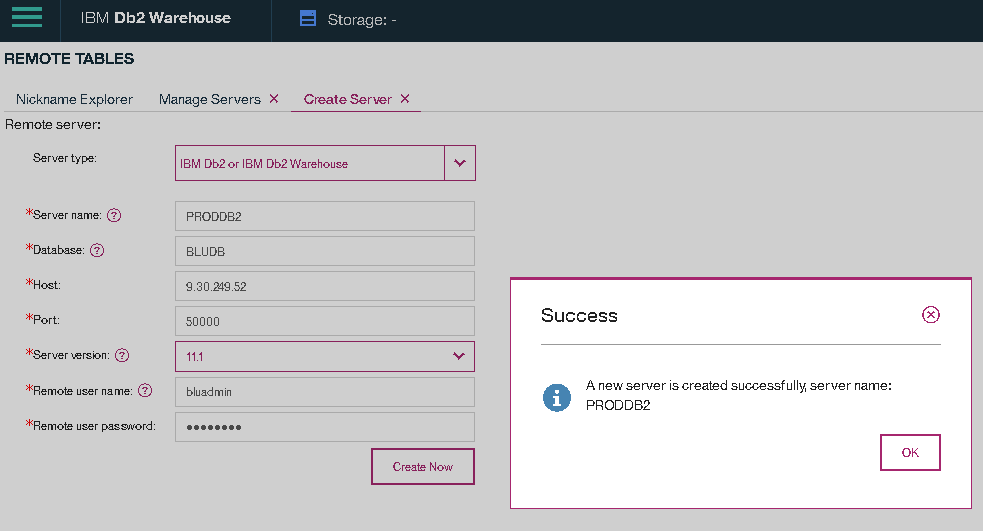 IBM Db2 Warehouse
Storage: -
REMOTE TABLES
Nickname Explorer Manage Servers × Create Server ×
Remote server:
Server type: IBM Db2 or IBM Db2 Warehouse
*Server name: ? PRODDB2
*Database: ? BLUDB
*Host: 9.30.249.52
*Port: 50000
*Server version: ? 11.1
*Remote user name: ? bluadmin
*Remote user password: ••••••••
Create Now
Success
A new server is created successfully, server name:
PRODDB2
OK